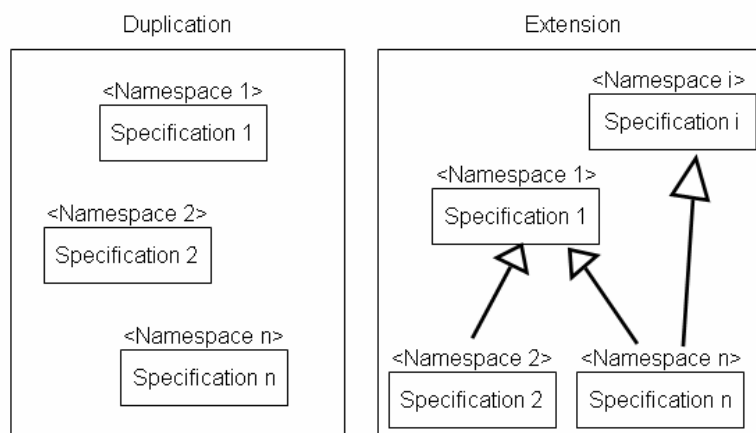 Duplication
<Namespace 1>
Specification 1
<Namespace 2>
Specification 2
<Namespace n>
Specification n
Extension
<Namespace i>
Specification i
<Namespace 1>
Specification 1
<Namespace 2>
Specification 2
<Namespace n>
Specification n